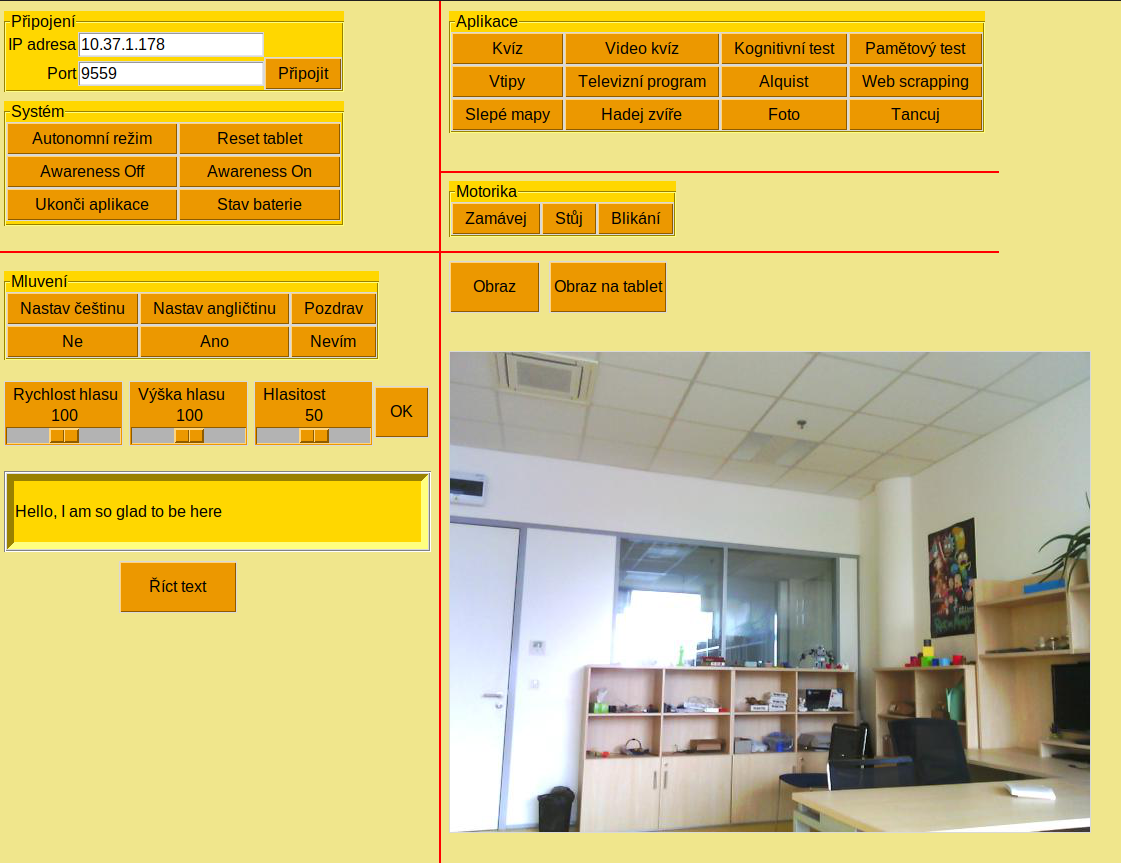 Připojení
IP adresa 10.37.1.178
Port 9559 Připojit
Systém
Autonomní režim Reset tablet
Awareness Off Awareness On
Ukonči aplikace Stav baterie
Mluvení
Nastav češtinu Nastav angličtinu Pozdrav
Ne Ano Nevím
Rychlost hlasu Výška hlasu Hlasitost
100 100 50
OK
Hello, I am so glad to be here
Říct text
Aplikace
Kvíz Video kvíz Kognitivní test Pamětový test
Vtipy Televizní program Alquist Web scrapping
Slepé mapy Hadej zvíře Foto Tancuj
Motorika
Zamávej Stůj Blikání
Obraz Obraz na tablet